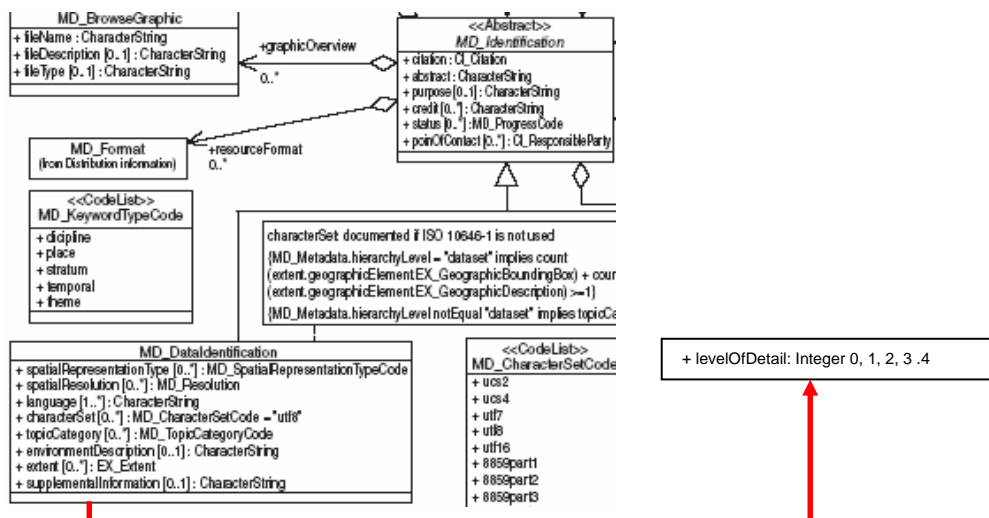 MD_BrowseGraphic
+ fileName : CharacterString
+ fileDescription [0..1] : CharacterString
+ fileType [0..1] : CharacterString
+graphicOverview
0..*
<<Abstract>>
MD_Identification
+ citation : CI_Citation
+ abstract : CharacterString
+ purpose [0..1] : CharacterString
+ credit [0..*] : CharacterString
+ status [0..*] : MD_ProgressCode
+ poinOfContact [0..*] : CI_ResponsibleParty
MD_Format
(from Distribution information)
+resourceFormat
0..*
<<CodeList>>
MD_KeywordTypeCode
+ dicipline
+ place
+ stratum
+ temporal
+ theme
characterSet: documented if ISO 10646-1 is not used
{MD_Metadata.hierarchyLevel = "dataset" implies count
(extent.geographicElement.EX_GeographicBoundingBox) + coun
(extent.geographicElement.EX_GeographicDescription) >=1}
{MD_Metadata.hierarchyLevel notEqual "dataset" implies topicCa
MD_DataIdentification
+ spatialRepresentationType [0..*] : MD_SpatialRepresentationTypeCode
+ spatialResolution [0..*] : MD_Resolution
+ language [1..*] : CharacterString
+ characterSet [0..*] : MD_CharacterSetCode = "utf8"
+ topicCategory [0..*] : MD_TopicCategoryCode
+ environmentDescription [0..1] : CharacterString
+ extent [0..*] : EX_Extent
+ supplementalInformation [0..1] : CharacterString
<<CodeList>>
MD_CharacterSetCode
+ ucs2
+ ucs4
+ utf7
+ utf8
+ utf16
+ 8859part1
+ 8859part2
+ 8859part3
+ levelOfDetail: Integer 0, 1, 2, 3 .4